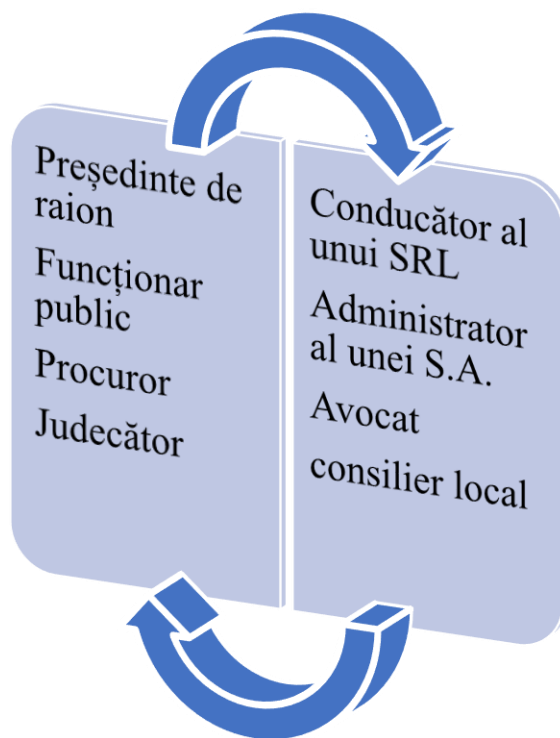 Președinte de
raion
Funcționar
public
Procuror
Judecător
Conducător al
unui SRL
Administrator
al unei S.A.
Avocat
consilier local